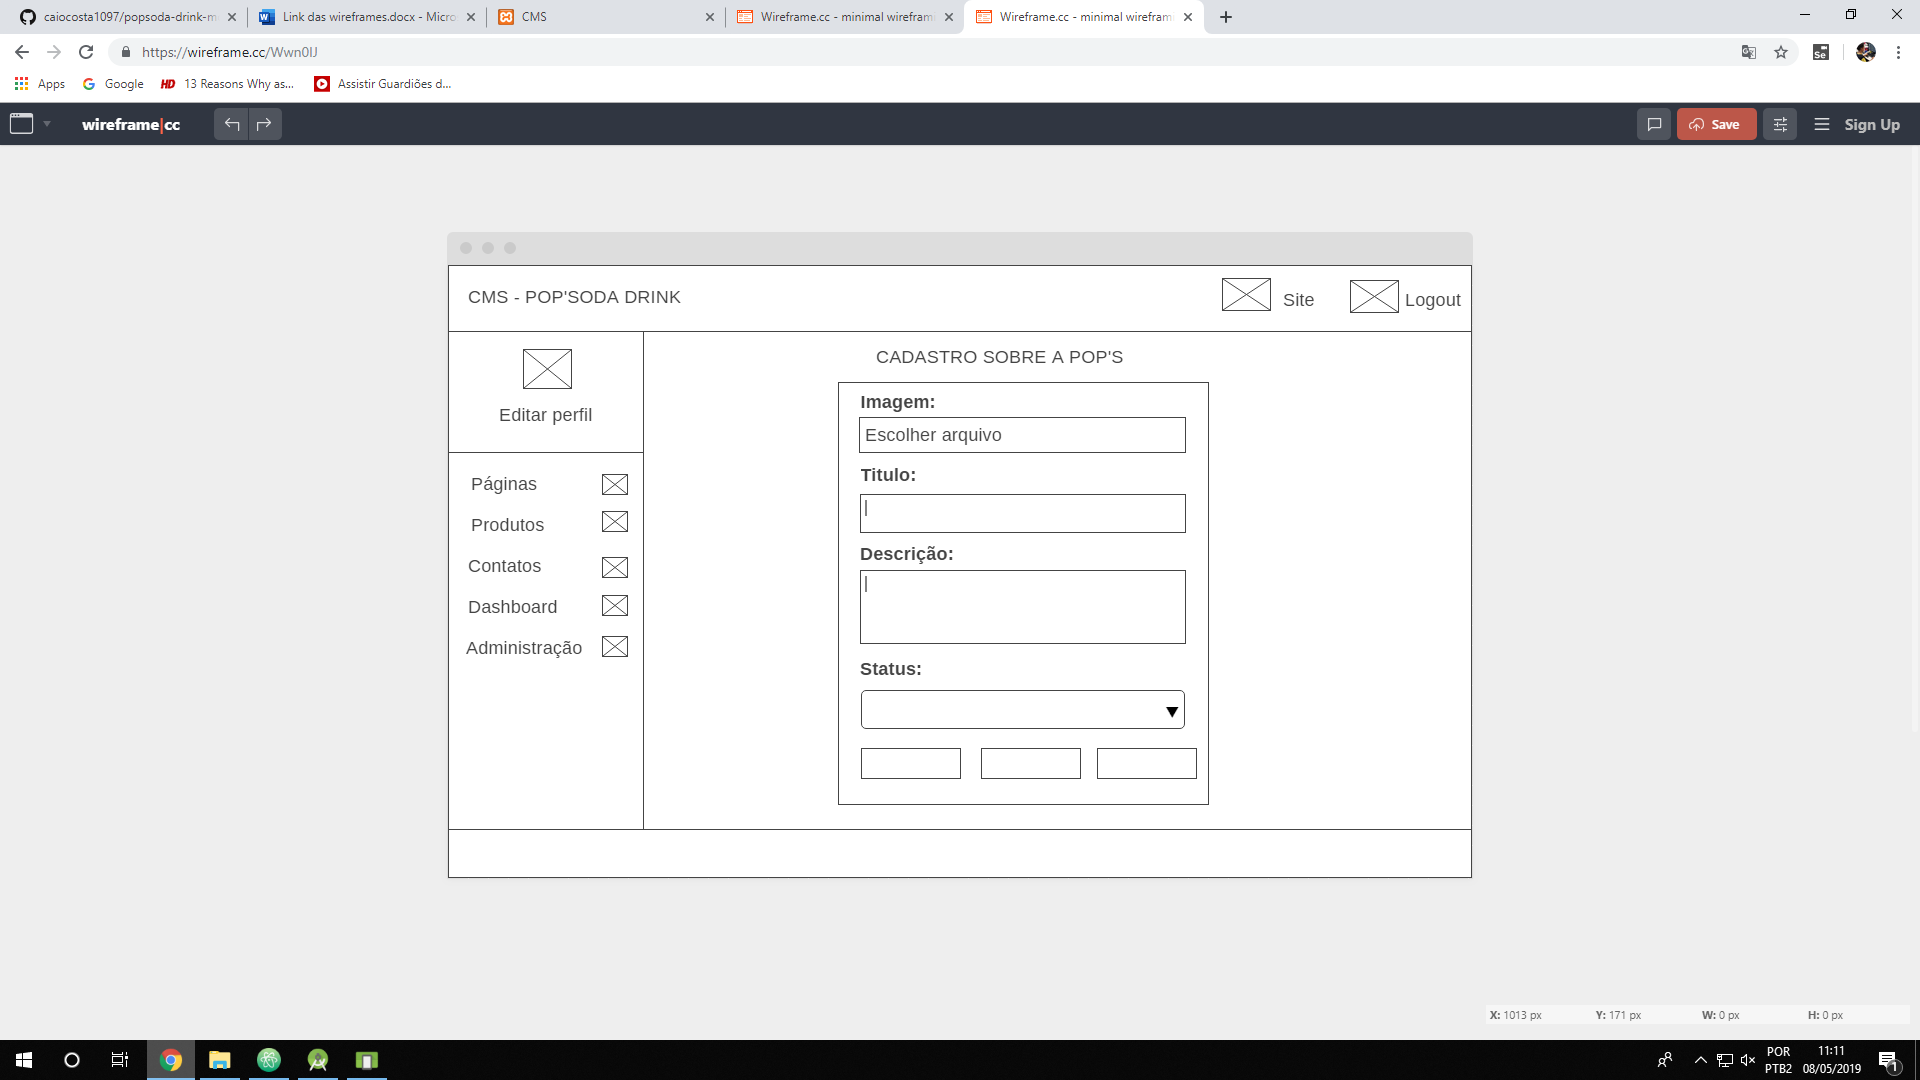 caiocosta1097/popsoda-drink-m
Link das wireframes.docx - Micro
CMS
Wireframe.cc - minimal wirefram
Wireframe.cc - minimal wirefram
https://wireframe.cc/Wwn0IJ
Apps
Google
HD 13 Reasons Why as...
Assistir Guardiões d...
wireframe|cc
Save
Sign Up
CMS - POP'SODA DRINK
Site
Logout
Editar perfil
CADASTRO SOBRE A POP'S
Imagem:
Escolher arquivo
Páginas
Titulo:
Produtos
Descrição:
Contatos
Dashboard
Administração
Status:
X: 1013 px Y: 171 px W: 0 px H: 0 px
POR
PTB2
11:11
08/05/2019
1